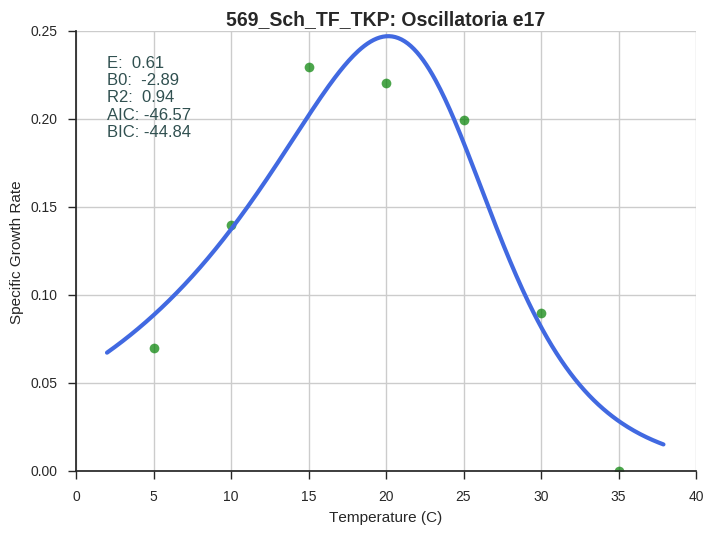 569_Sch_TF_TKP: Oscillatoria e17
E: 0.61
B0: -2.89
R2: 0.94
AIC: -46.57
BIC: -44.84
Specific Growth Rate
0.25
0.20
0.15
0.10
0.05
0.00
0 5 10 15 20 25 30 35 40
Temperature (C)